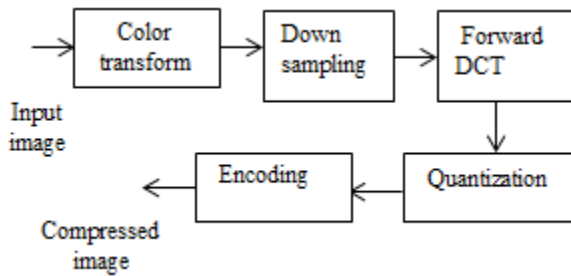 Color
transform
Down
sampling
Forward
DCT
Input
image
Encoding
Quantization
Compressed
image